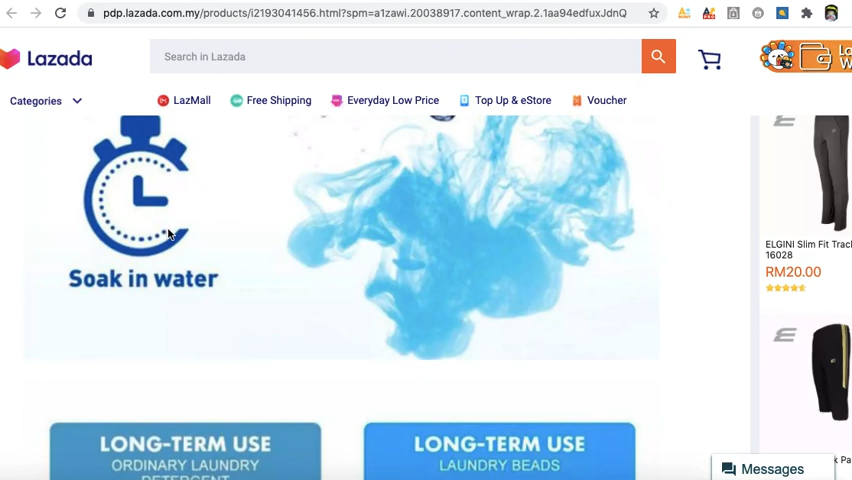 pdp.lazada.com.my/products/i2193041456.html?spm=a1zawi.20038917.content_wrap.2.1aa94edfuxJdnQ
Lazada
Search in Lazada
Categories
LazMall
Free Shipping
Everyday Low Price
Top Up & eStore
Voucher
Soak in water
ELGINI Slim Fit Trac
16028
RM20.00
LONG-TERM USE
ORDINARY LAUNDRY
DETERGENT
LONG-TERM USE
LAUNDRY BEADS
Messages